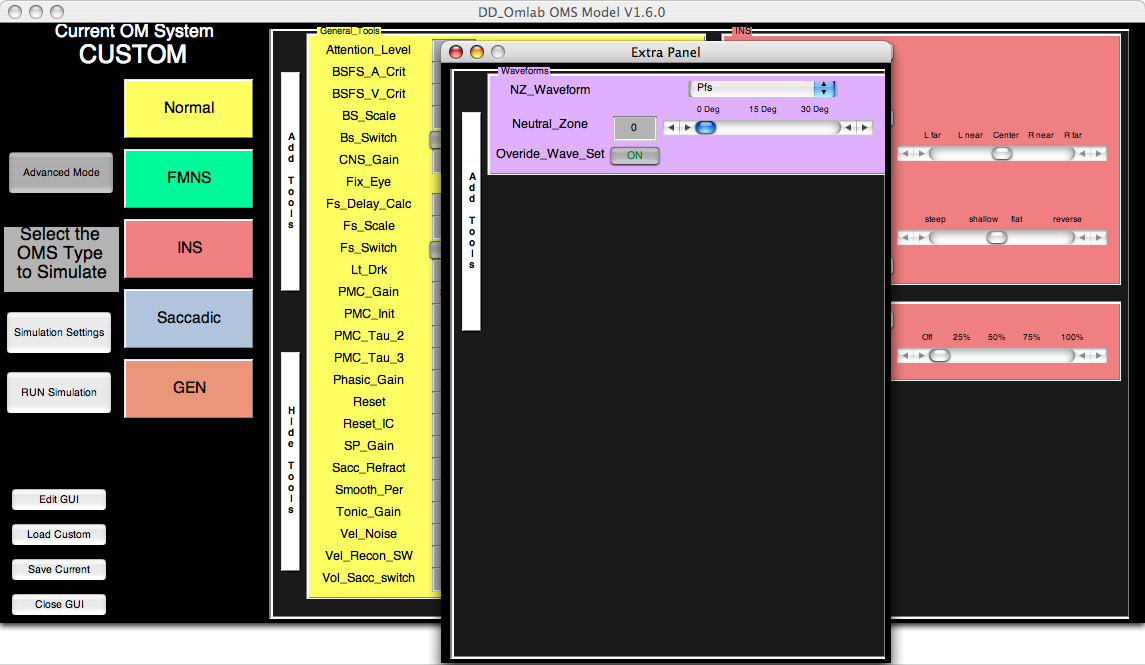 DD_Omlab OMS Model V1.6.0
Current OM System
CUSTOM
Normal
Advanced Mode
FMNS
Select the
OMS Type
to Simulate
INS
Simulation Settings
Saccadic
RUN Simulation
GEN
Edit GUI
Load Custom
Save Current
Close GUI
Add Tools
Hide Tools
General_Tools
Attention_Level
BSFS_A_Crit
BSFS_V_Crit
BS_Scale
Bs_Switch
CNS_Gain
Fix_Eye
Fs_Delay_Calc
Fs_Scale
Fs_Switch
Lt_Drk
PMC_Gain
PMC_Init
PMC_Tau_2
PMC_Tau_3
Phasic_Gain
Reset
Reset_IC
SP_Gain
Sacc_Refract
Smooth_Per
Tonic_Gain
Vel_Noise
Vel_Recon_SW
Vol_Sacc_switch
Extra Panel
Add Tools
Waveforms
NZ_Waveform Pfs
0 Deg 15 Deg 30 Deg
Neutral_Zone 0
Overide_Wave_Set ON
INS
L far L near Center R near R far
steep shallow flat reverse
Off 25% 50% 75% 100%